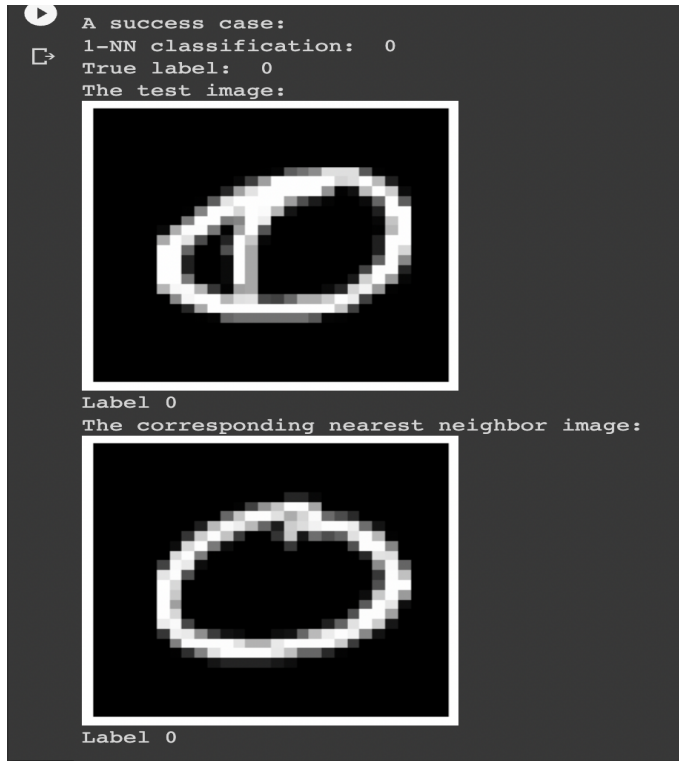 A success case:
1-NN classification:  0
True label:  0
The test image:
Label 0
The corresponding nearest neighbor image:
Label 0